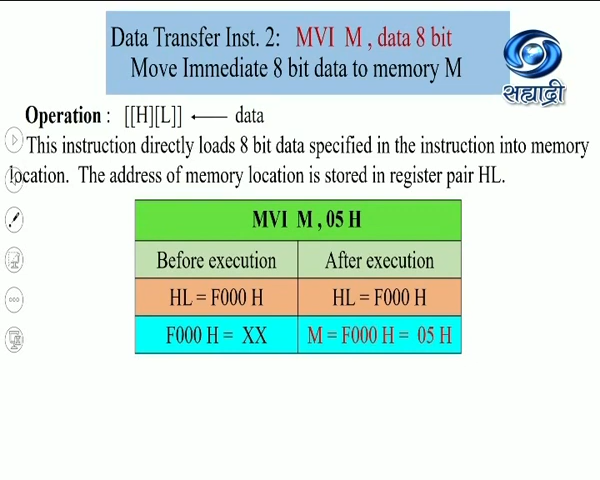 Data Transfer Inst. 2: MVI M , data 8 bit
Move Immediate 8 bit data to memory M
सह्याद्री
Operation : [[H][L]] ⟵ data
This instruction directly loads 8 bit data specified in the instruction into memory
location. The address of memory location is stored in register pair HL.
MVI M , 05 H
Before execution After execution
HL = F000 H HL = F000 H
F000 H = XX M = F000 H = 05 H